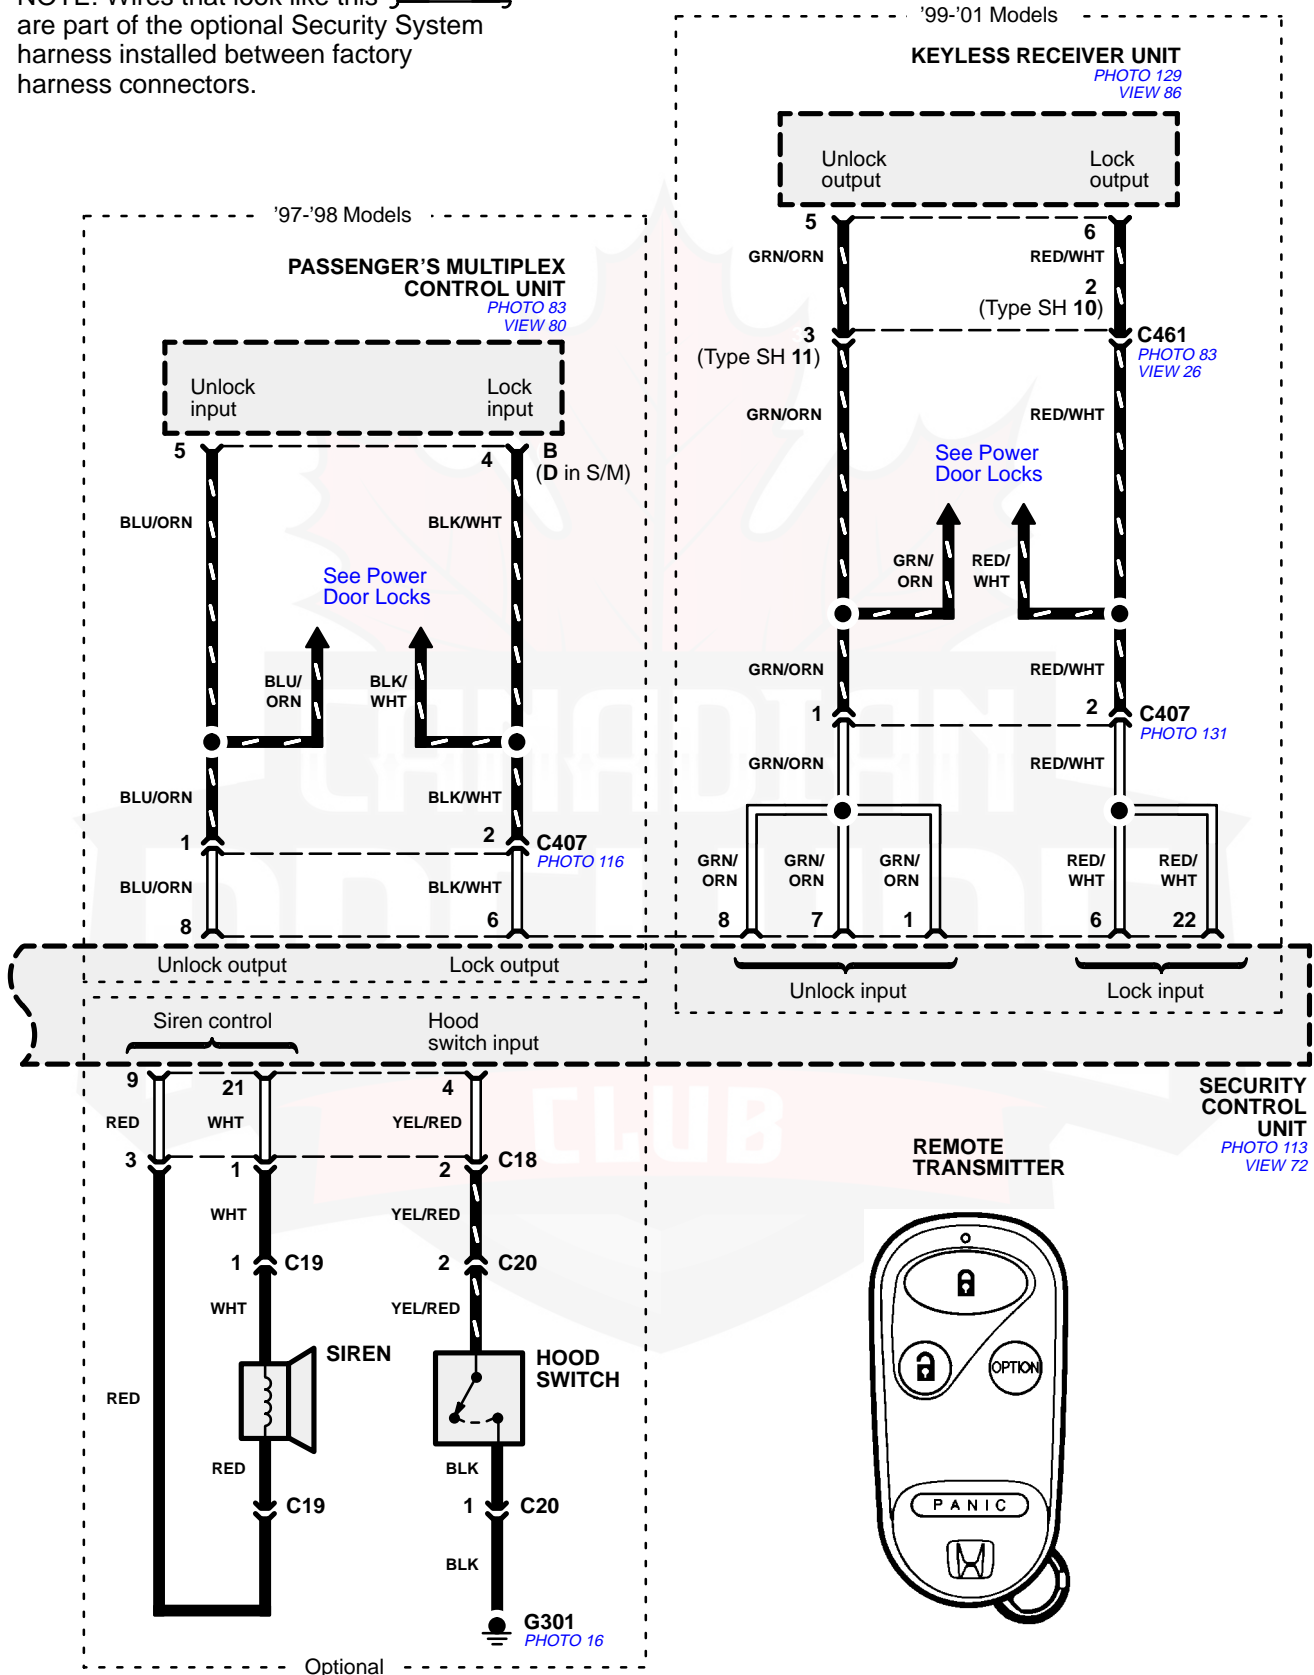 NOTE: Wires that look like this
are part of the optional Security System
harness installed between factory
harness connectors.
'99-'01 Models
KEYLESS RECEIVER UNIT
PHOTO 129
VIEW 86
Unlock
output
Lock
output
5
6
GRN/ORN
RED/WHT
2
(Type SH 10)
3
(Type SH 11)
C461
PHOTO 83
VIEW 26
GRN/ORN
RED/WHT
See Power
Door Locks
GRN/
ORN
RED/
WHT
GRN/ORN
RED/WHT
1
2
C407
PHOTO 131
GRN/ORN
RED/WHT
GRN/
ORN
GRN/
ORN
GRN/
ORN
RED/
WHT
RED/
WHT
8
7
1
6
22
Unlock input
Lock input
'97-'98 Models
PASSENGER'S MULTIPLEX
CONTROL UNIT
PHOTO 83
VIEW 80
Unlock
input
Lock
input
5
4
B
(D in S/M)
BLU/ORN
BLK/WHT
See Power
Door Locks
BLU/
ORN
BLK/
WHT
BLU/ORN
BLK/WHT
1
2
C407
PHOTO 116
BLU/ORN
BLK/WHT
8
6
Unlock output
Lock output
Siren control
Hood
switch input
9
21
4
RED
WHT
YEL/RED
3
1
2
C18
WHT
YEL/RED
1
C19
2
C20
WHT
YEL/RED
SIREN
HOOD
SWITCH
RED
RED
BLK
C19
1
C20
BLK
G301
PHOTO 16
Optional
SECURITY
CONTROL
UNIT
PHOTO 113
VIEW 72
REMOTE
TRANSMITTER
OPTION
PANIC
CANADIAN
PRELUDE
CLUB